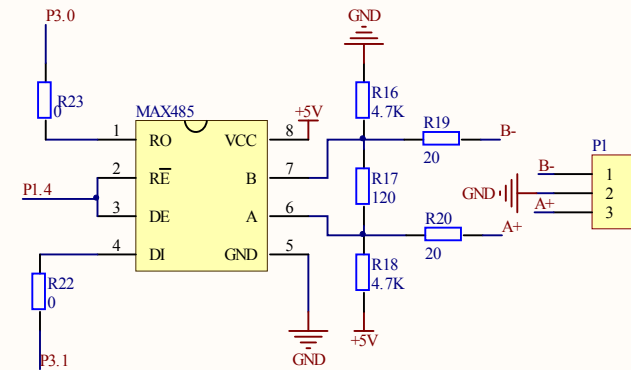 P3.0
GND
R23
0
MAX485
+5V
R16
4.7K
1
RO
VCC
8
R19
20
B-
P1
2
RE
B
7
B-
1
P1.4
R17
120
GND
2
3
DE
A
6
A+
3
R20
20
A+
4
DI
GND
5
R18
4.7K
R22
0
GND
+5V
P3.1